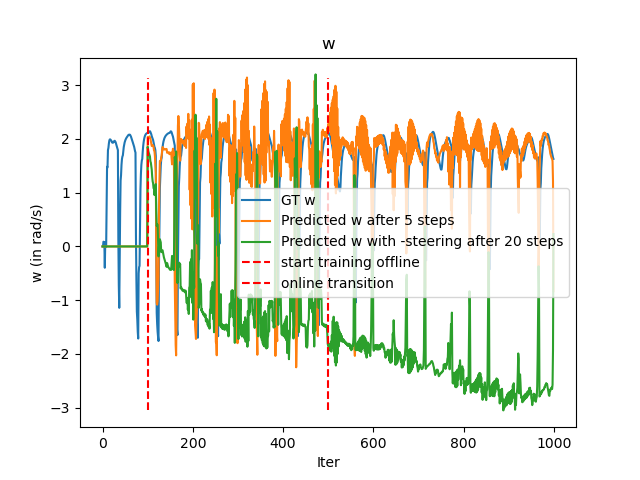 w
3
2
1
0
−1
−2
−3
w (in rad/s)
GT w
Predicted w after 5 steps
Predicted w with -steering after 20 steps
start training offline
online transition
0 200 400 600 800 1000
Iter